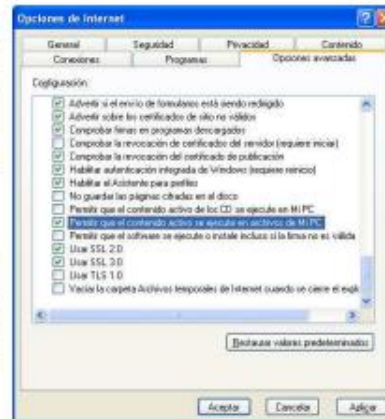 Opciones de Internet
General Seguridad Privacidad Contenido
Conexiones Programas Opciones avanzadas
Configuración:
Advertir si el envío de formularios está siendo redirigido
Advertir sobre los certificados de sitio no válidos
Comprobar firmas en programas descargados
Comprobar la revocación de certificados del servidor (requiere iniciar)
Comprobar la revocación del certificado de publicación
Habilitar autenticación integrada de Windows (requiere reinicio)
Habilitar el Asistente para perfiles
No guardar las páginas cifradas en el disco
Permitir que el contenido activo de los CD se ejecute en Mi PC
Permitir que el contenido activo se ejecute en archivos de Mi PC
Permitir que el software se ejecute o instale incluso si la firma no es válida
Usar SSL 2.0
Usar SSL 3.0
Usar TLS 1.0
Vaciar la carpeta Archivos temporales de Internet cuando se cierre el expl
Restaurar valores predeterminados
Aceptar Cancelar Aplicar